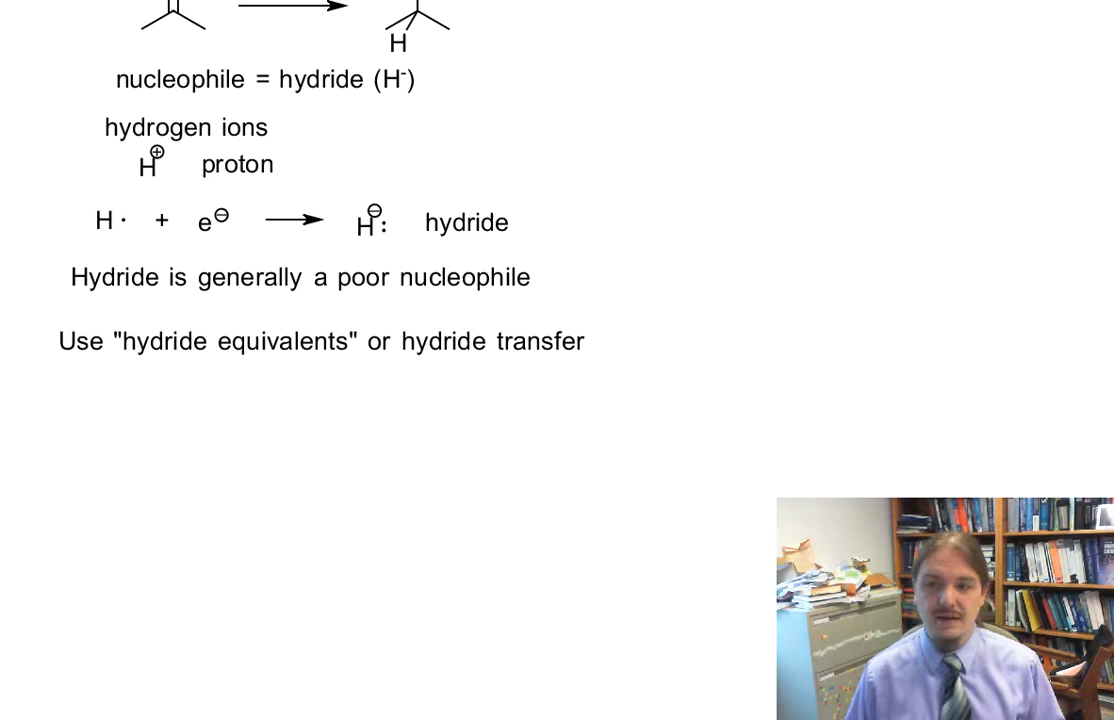 H
nucleophile = hydride (H⁻)
hydrogen ions
H⊕ proton
H · + e⊖ → H⊖: hydride
Hydride is generally a poor nucleophile
Use "hydride equivalents" or hydride transfer